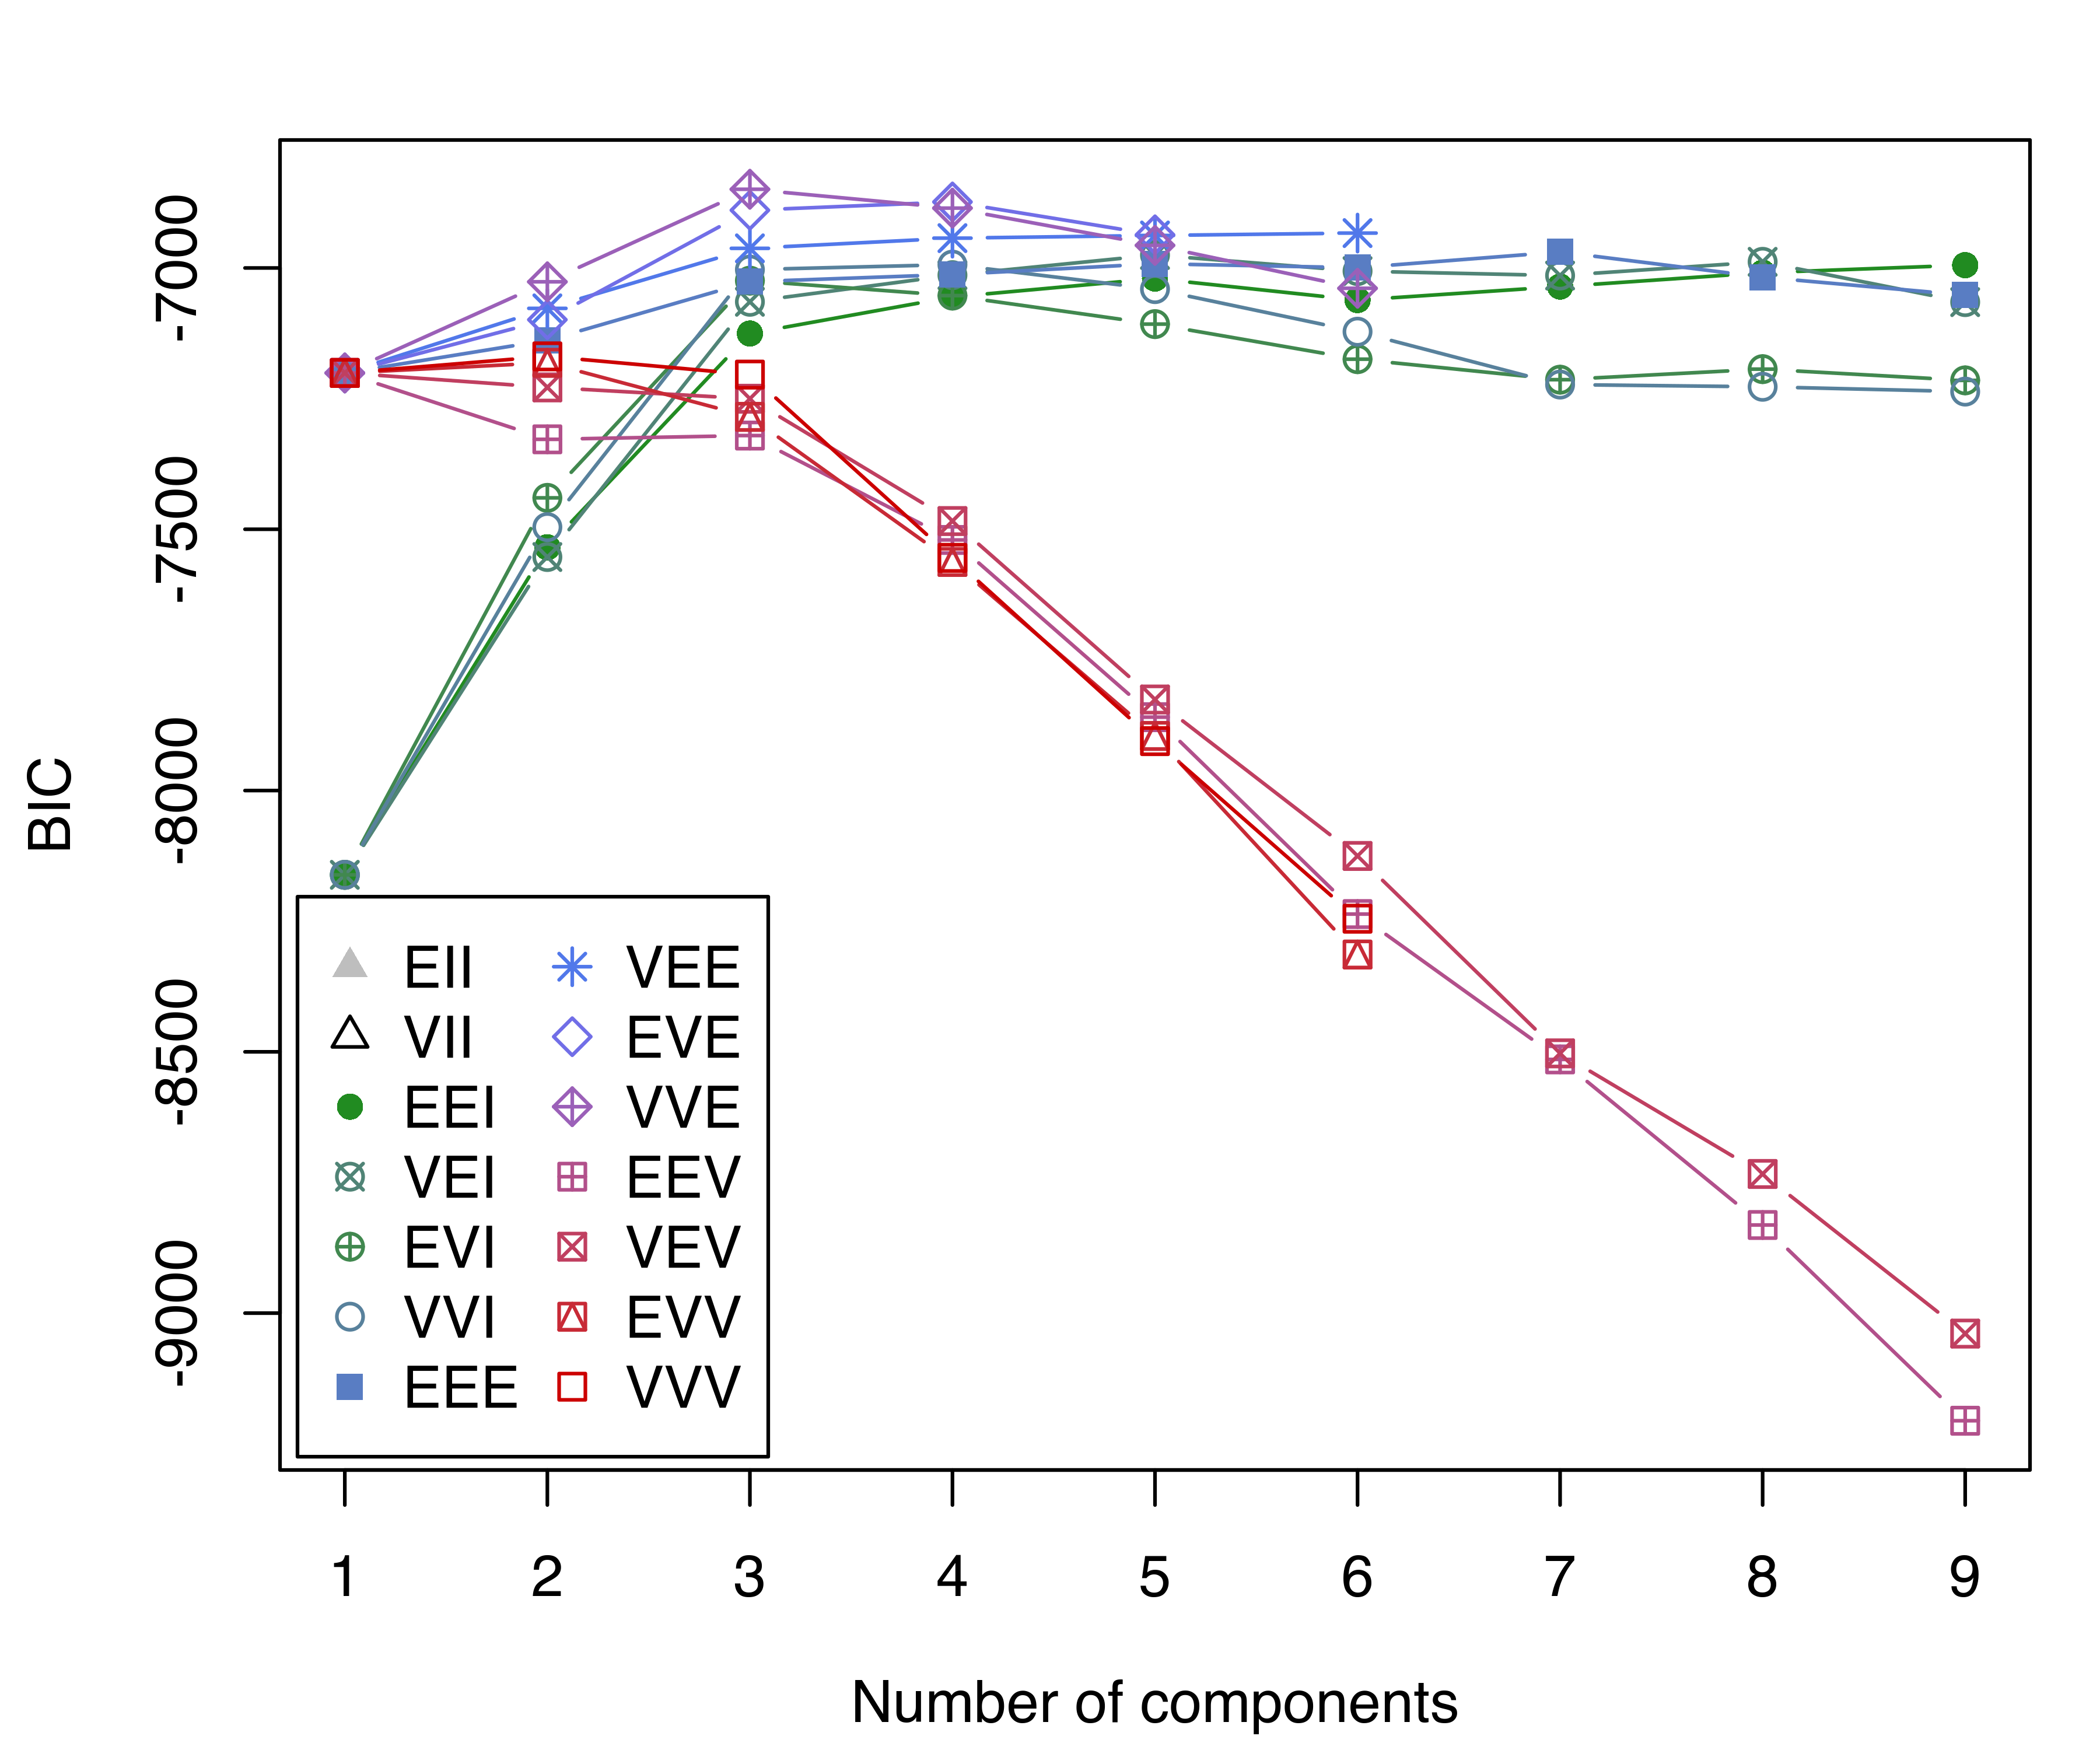 BIC
-7000
-7500
-8000
-8500
-9000
EII VEE
VII EVE
EEI VVE
VEI EEV
EVI VEV
VVI EVV
EEE VVV
1 2 3 4 5 6 7 8 9
Number of components